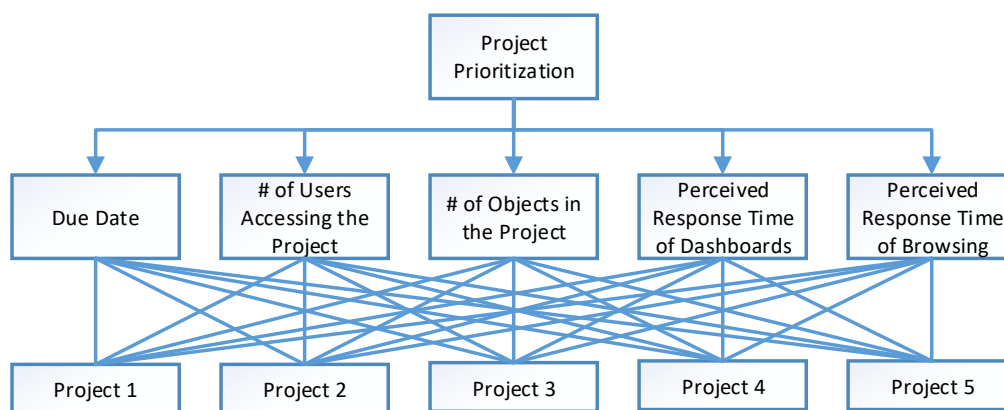 Project
Prioritization
Due Date
# of Users
Accessing the
Project
# of Objects in
the Project
Perceived
Response Time
of Dashboards
Perceived
Response Time
of Browsing
Project 1
Project 2
Project 3
Project 4
Project 5